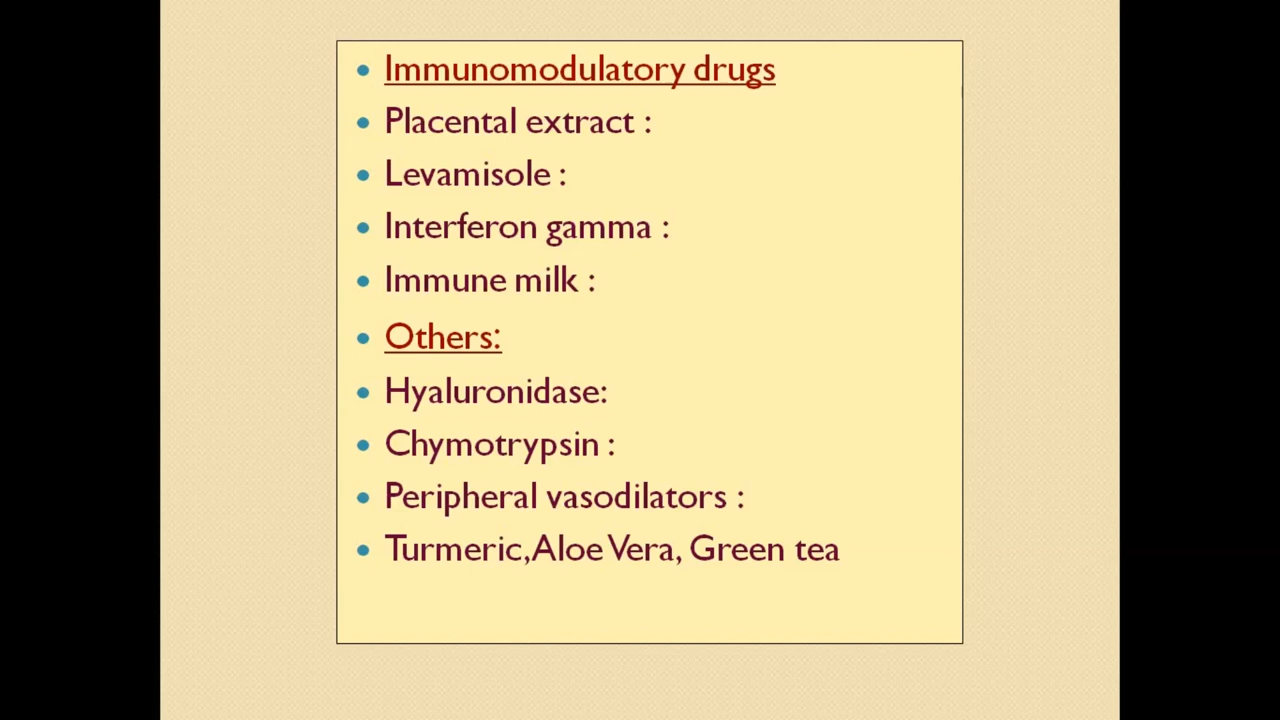 • Immunomodulatory drugs
• Placental extract :
• Levamisole :
• Interferon gamma :
• Immune milk :
• Others:
• Hyaluronidase:
• Chymotrypsin :
• Peripheral vasodilators :
• Turmeric,Aloe Vera, Green tea